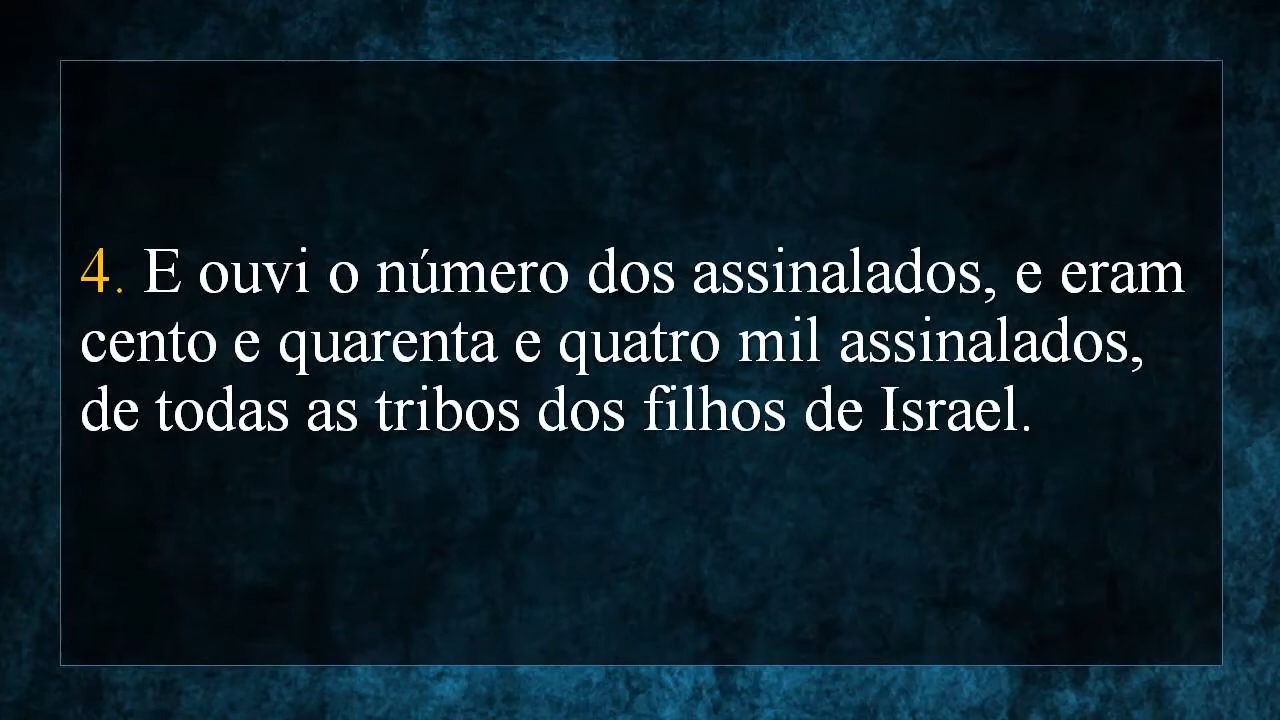 4. E ouvi o número dos assinalados, e eram
cento e quarenta e quatro mil assinalados,
de todas as tribos dos filhos de Israel.